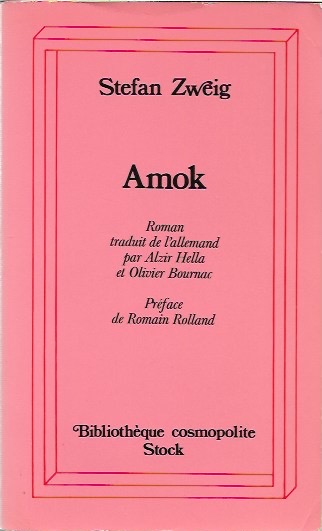 Stefan Zweig
Amok
Roman
traduit de l'allemand
par Alzir Hella
et Olivier Bournac
Préface
de Romain Rolland
Bibliothèque cosmopolite
Stock